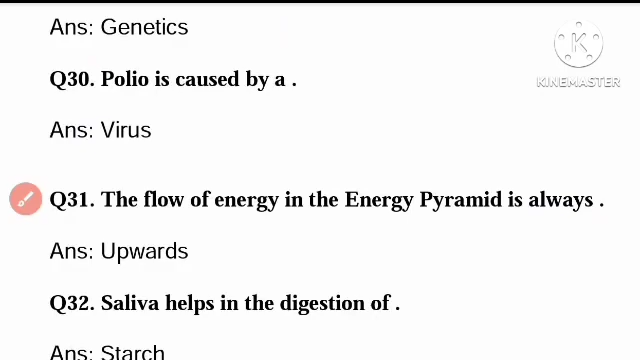 Ans: Genetics
Q30. Polio is caused by a .
KINEMASTER
Ans: Virus
Q31. The flow of energy in the Energy Pyramid is always .
Ans: Upwards
Q32. Saliva helps in the digestion of .
Ans: Starch